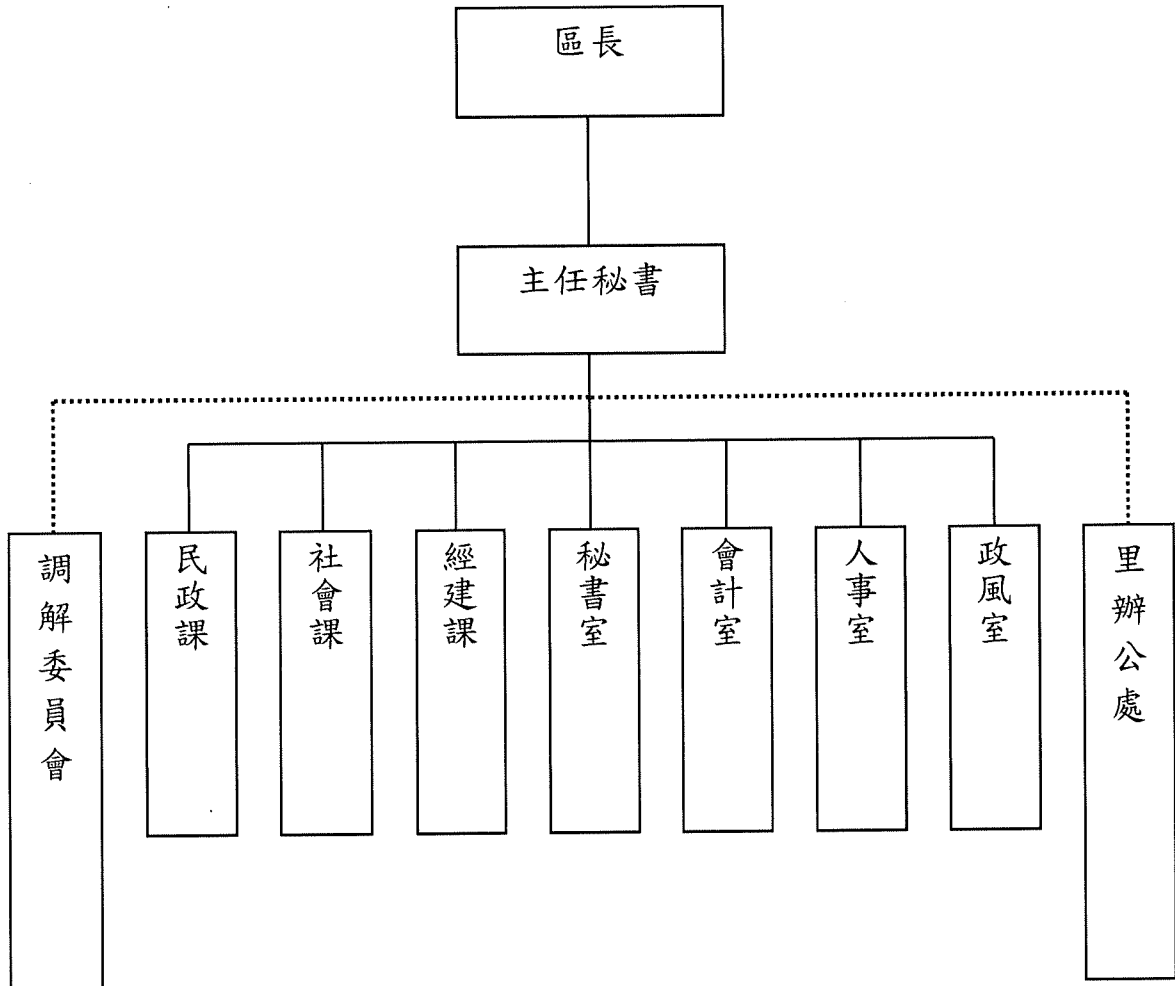 區長
主任秘書
調解委員會
民政課
社會課
經建課
秘書室
會計室
人事室
政風室
里辦公處